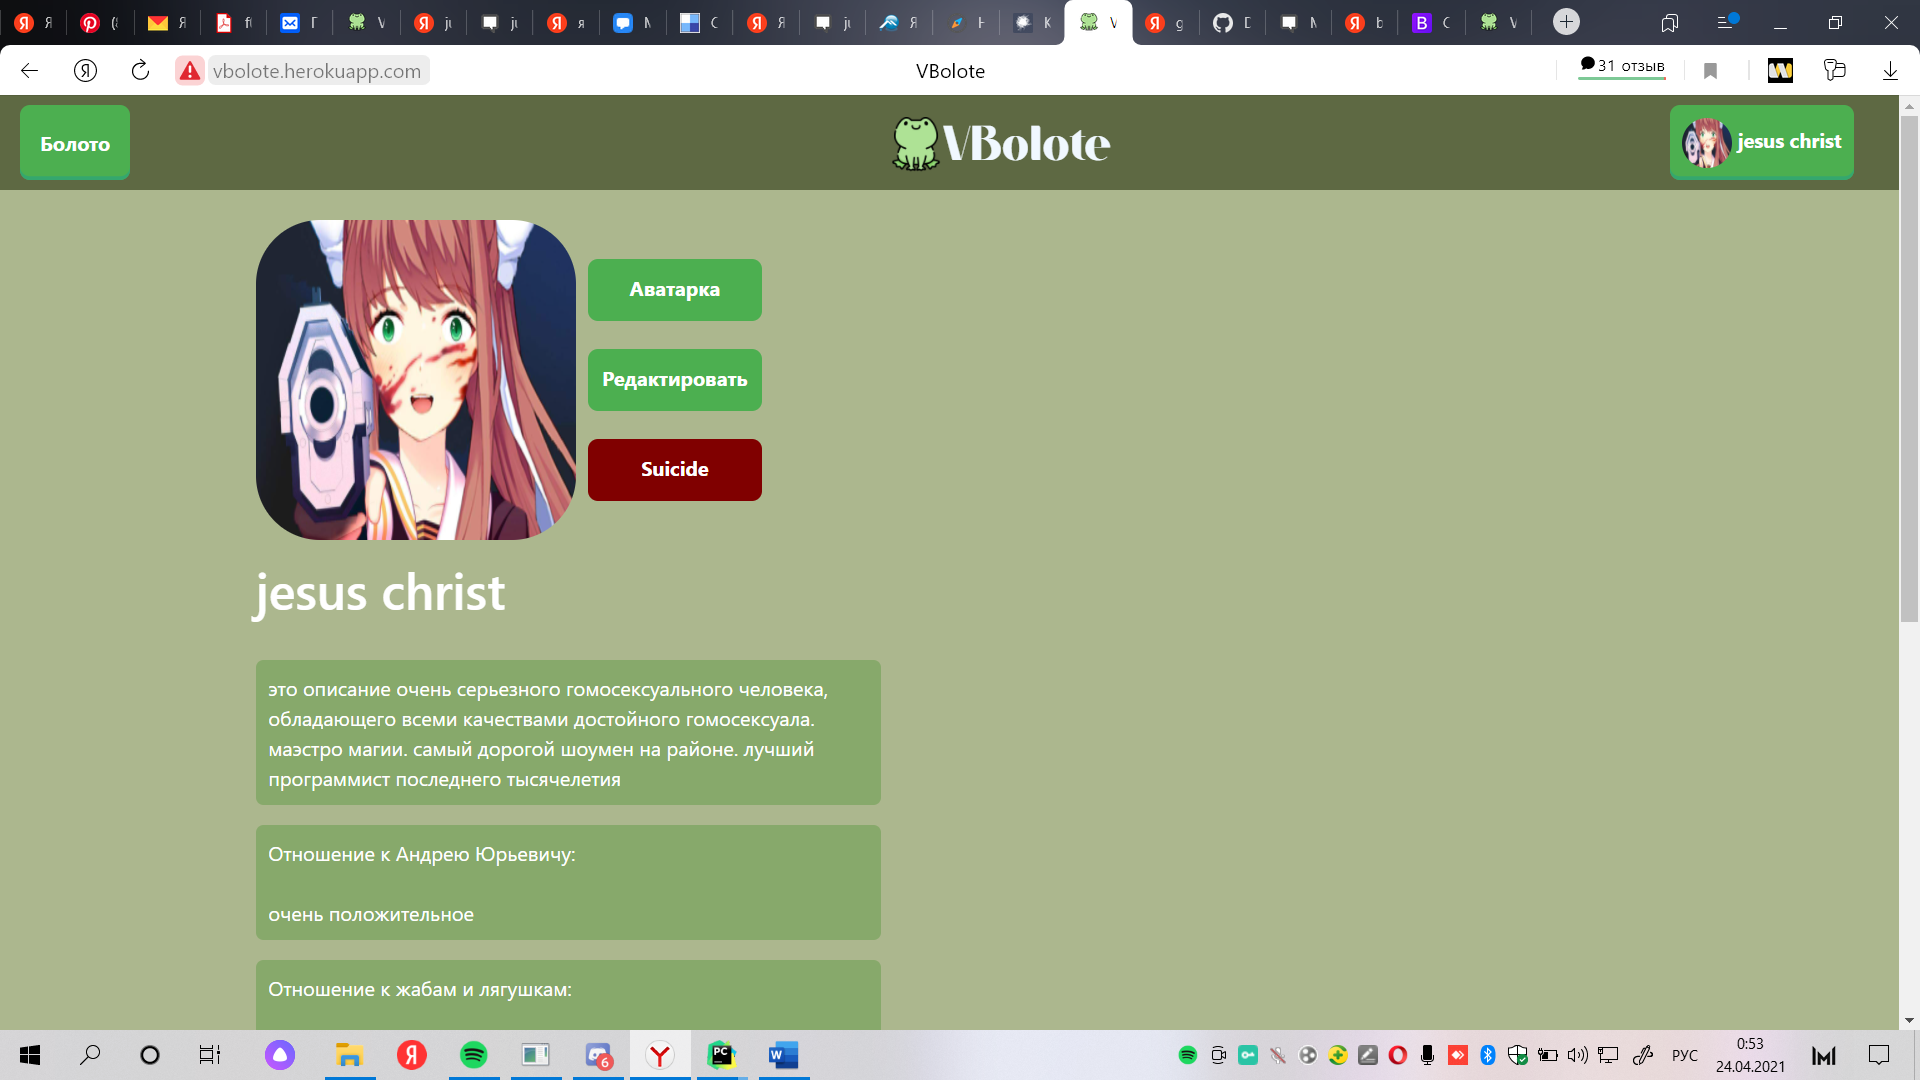 vbolote.herokuapp.com
VBolote
31 отзыв
Болото
VBolote
jesus christ
Аватарка
Редактировать
Suicide
jesus christ
это описание очень серьезного гомосексуального человека,
обладающего всеми качествами достойного гомосексуала.
маэстро магии. самый дорогой шоумен на районе. лучший
программист последнего тысячелетия
Отношение к Андрею Юрьевичу:
очень положительное
Отношение к жабам и лягушкам:
РУС
0:53
24.04.2021